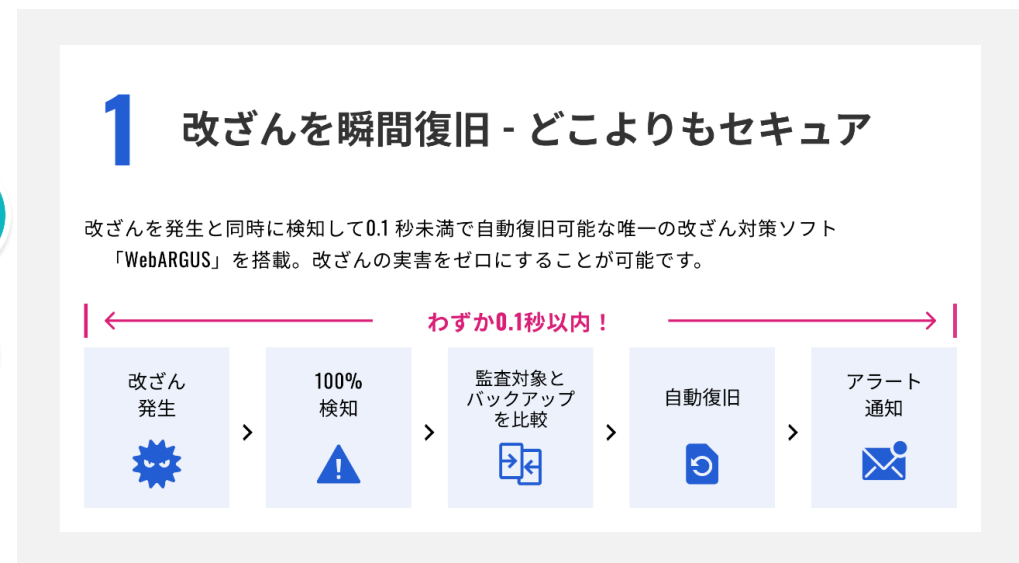 1
改ざんを瞬間復旧 - どこよりもセキュア
改ざんを発生と同時に検知して0.1 秒未満で自動復旧可能な唯一の改ざん対策ソフト
「WebARGUS」を搭載。改ざんの実害をゼロにすることが可能です。
わずか0.1秒以内！
改ざん
発生
100%
検知
監査対象と
バックアップ
を比較
自動復旧
アラート
通知